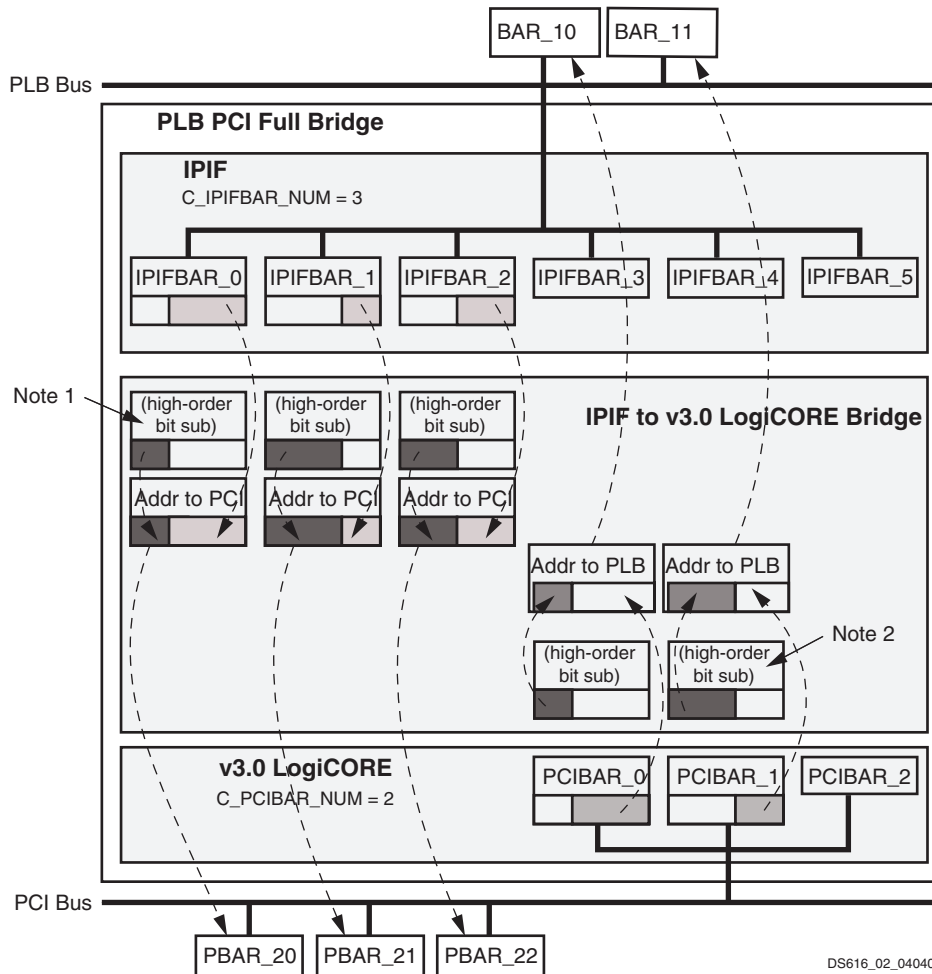 BAR_10
BAR_11
PLB Bus
PLB PCI Full Bridge
IPIF
C_IPIFBAR_NUM = 3
IPIFBAR_0
IPIFBAR_1
IPIFBAR_2
IPIFBAR_3
IPIFBAR_4
IPIFBAR_5
Note 1
(high-order
bit sub)
(high-order
bit sub)
(high-order
bit sub)
IPIF to v3.0 LogiCORE Bridge
Addr to PCI
Addr to PCI
Addr to PCI
Addr to PLB
Addr to PLB
Note 2
(high-order
bit sub)
(high-order
bit sub)
v3.0 LogiCORE
C_PCIBAR_NUM = 2
PCIBAR_0
PCIBAR_1
PCIBAR_2
PCI Bus
PBAR_20
PBAR_21
PBAR_22
DS616_02_04040